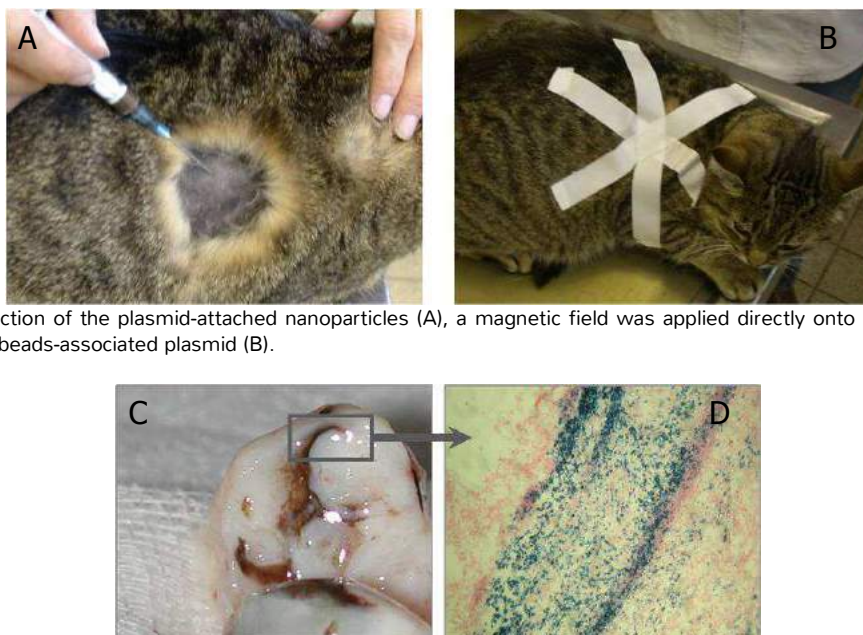 A
B
ction of the plasmid-attached nanoparticles (A), a magnetic field was applied directly onto
beads-associated plasmid (B).
C
D